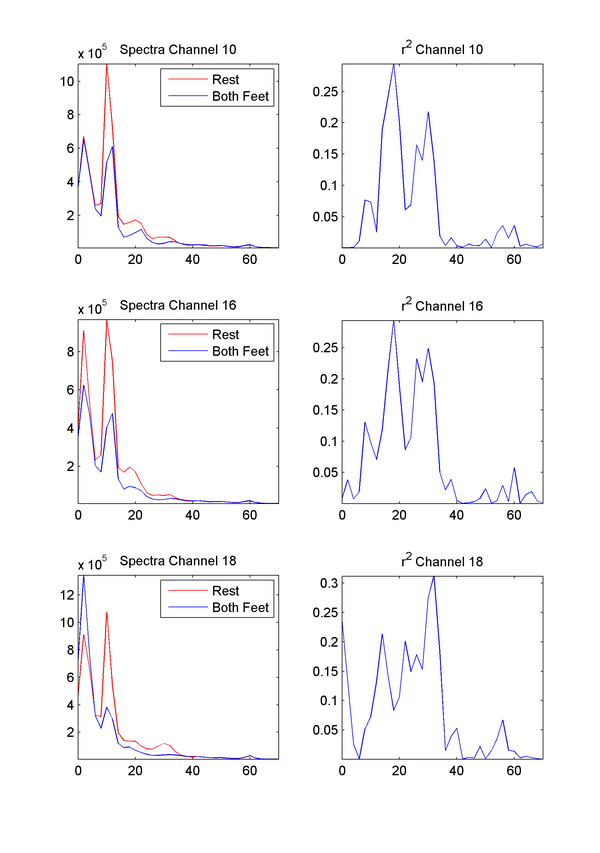 x 10^5 Spectra Channel 10
Rest
Both Feet
10
8
6
4
2
0 20 40 60
r^2 Channel 10
0.25
0.2
0.15
0.1
0.05
0 20 40 60
x 10^5 Spectra Channel 16
Rest
Both Feet
8
6
4
2
0 20 40 60
r^2 Channel 16
0.25
0.2
0.15
0.1
0.05
0 20 40 60
x 10^5 Spectra Channel 18
Rest
Both Feet
12
10
8
6
4
2
0 20 40 60
r^2 Channel 18
0.3
0.25
0.2
0.15
0.1
0.05
0 20 40 60